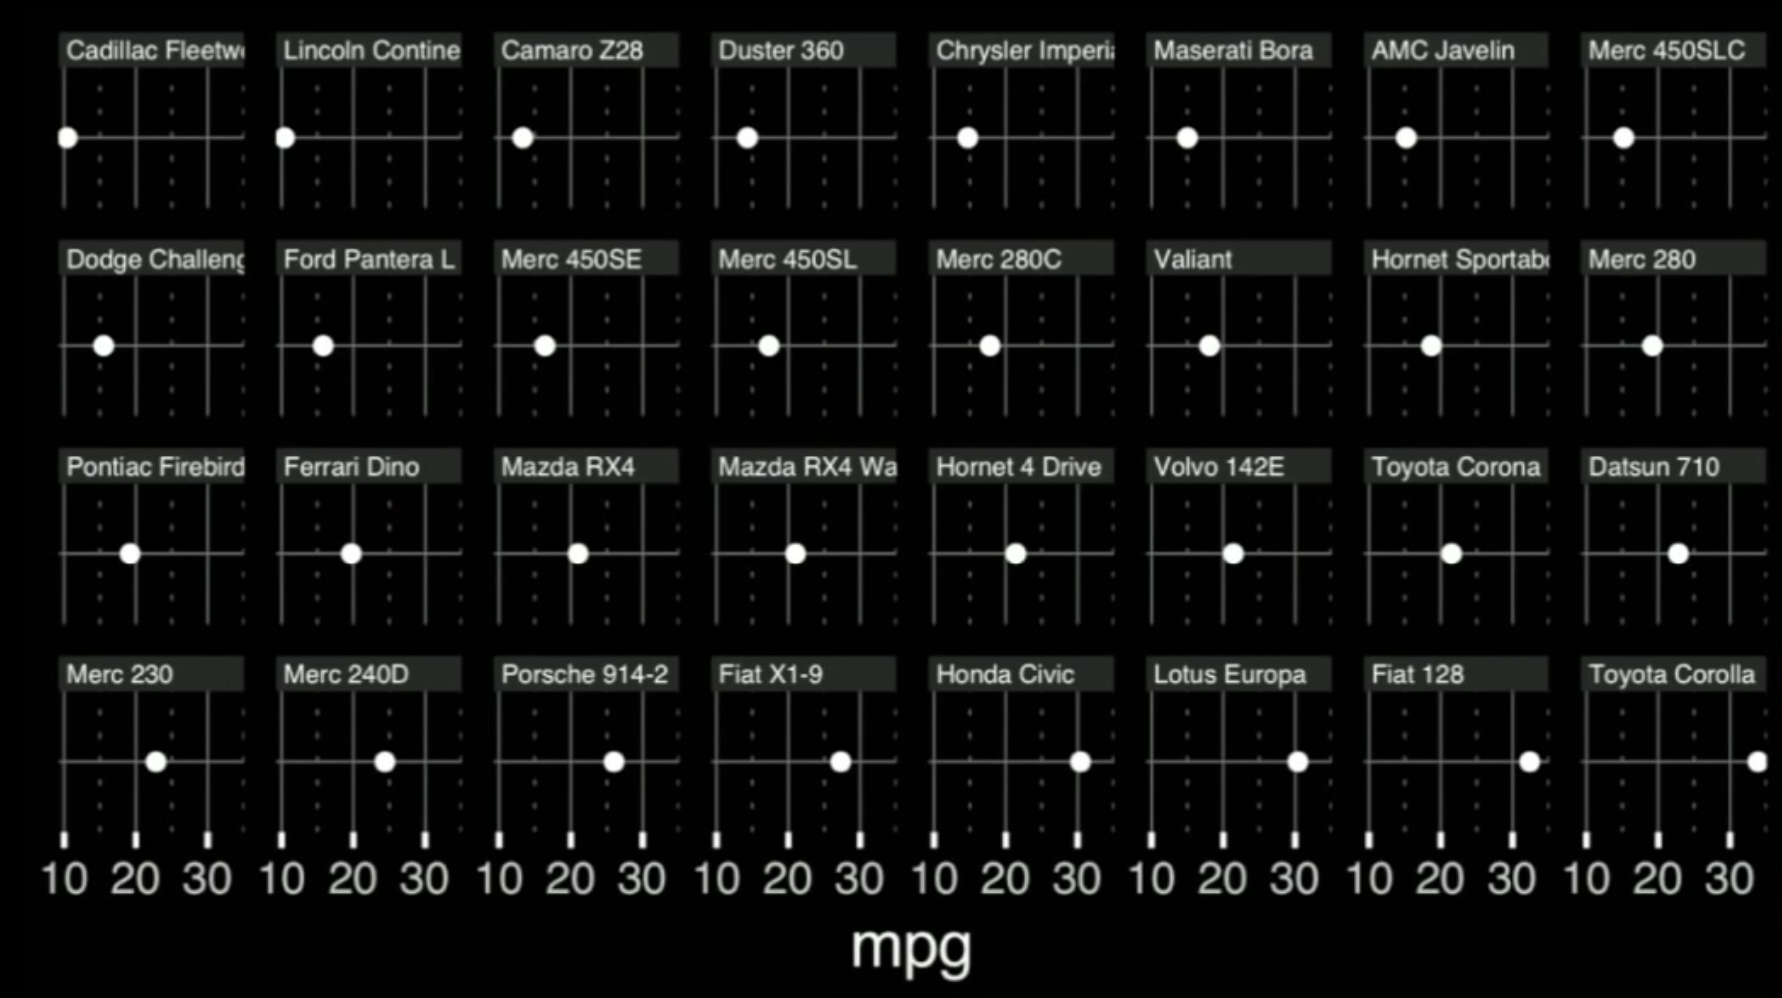 Cadillac Fleetw Lincoln Contine Camaro Z28 Duster 360 Chrysler Imperia Maserati Bora AMC Javelin Merc 450SLC
Dodge Challeng Ford Pantera L Merc 450SE Merc 450SL Merc 280C Valiant Hornet Sportabo Merc 280
Pontiac Firebird Ferrari Dino Mazda RX4 Mazda RX4 Wa Hornet 4 Drive Volvo 142E Toyota Corona Datsun 710
Merc 230 Merc 240D Porsche 914-2 Fiat X1-9 Honda Civic Lotus Europa Fiat 128 Toyota Corolla
10 20 30 10 20 30 10 20 30 10 20 30 10 20 30 10 20 30 10 20 30 10 20 30
mpg